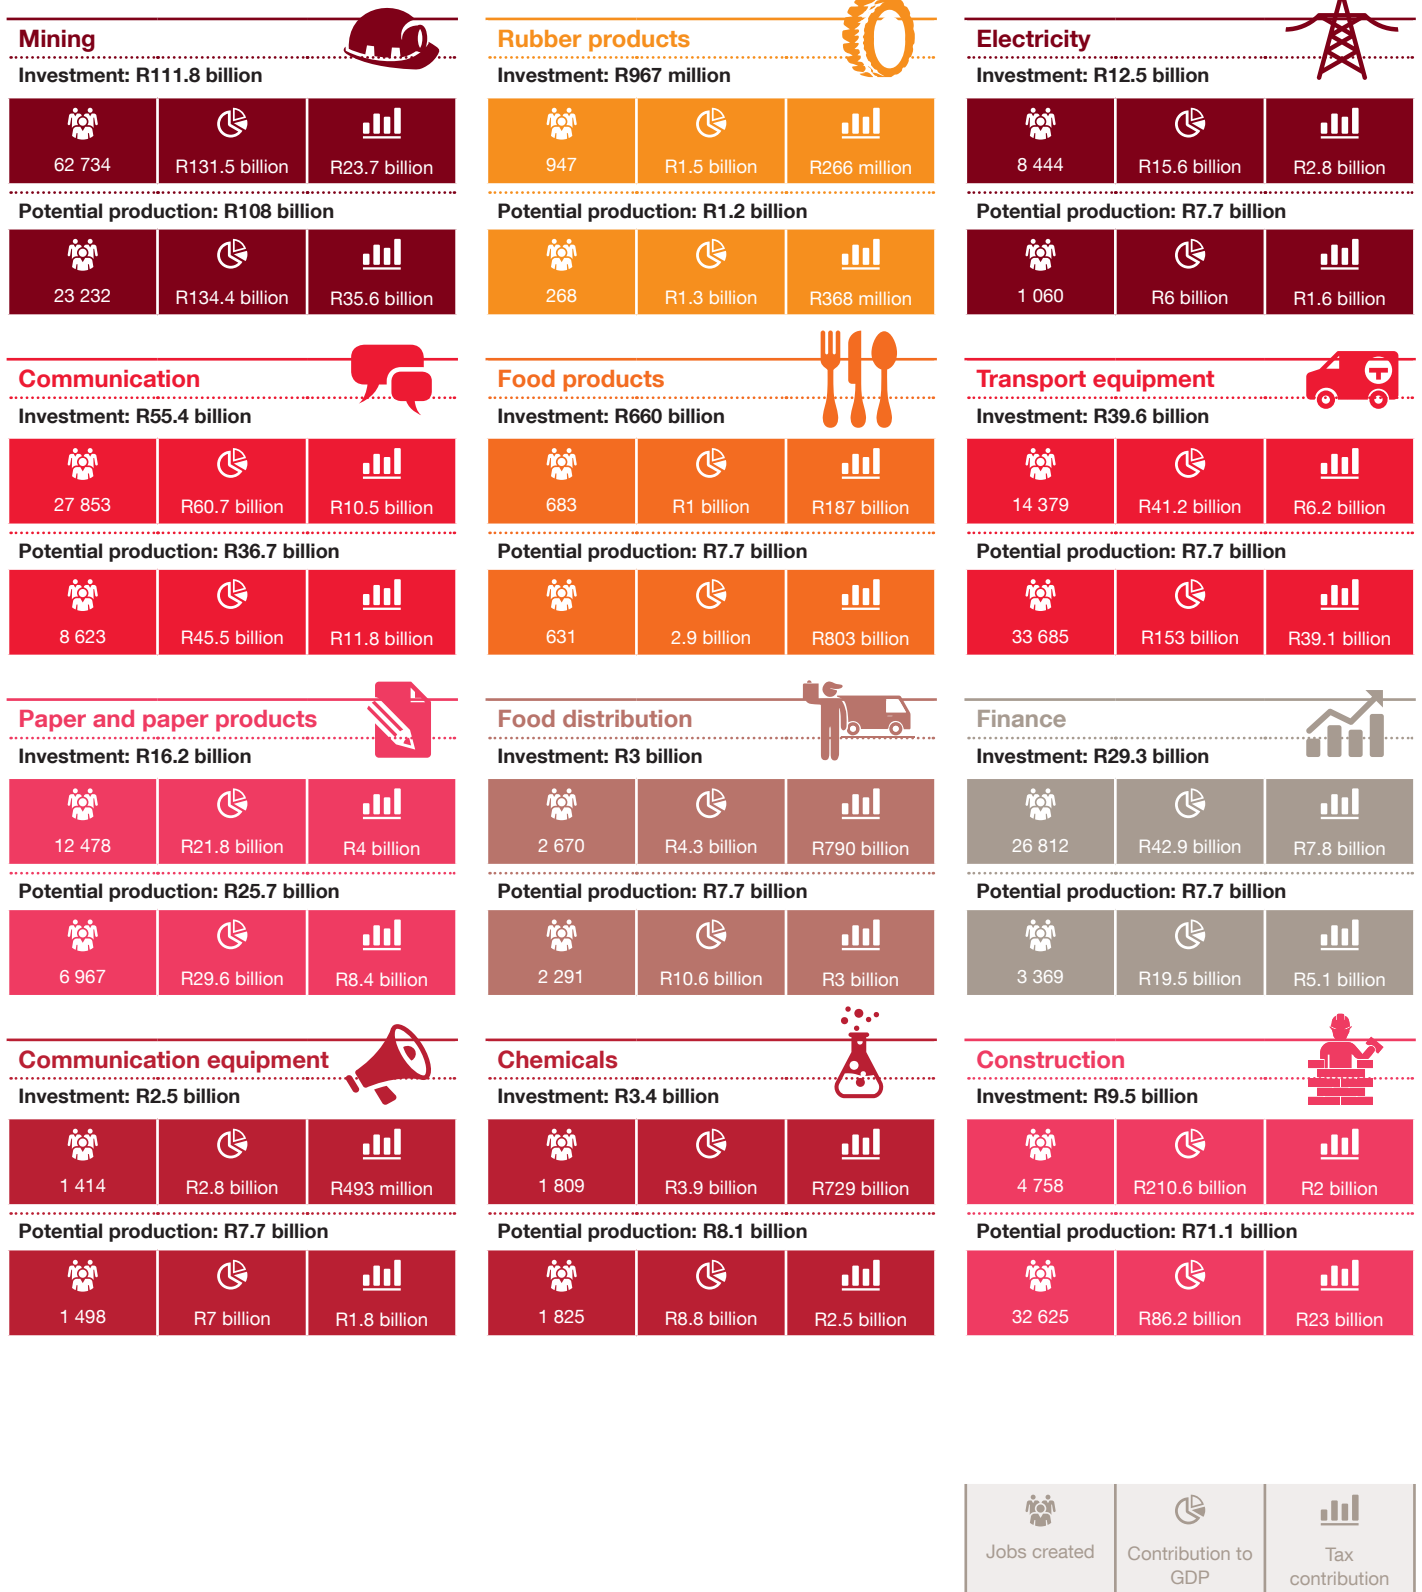 Mining
Investment: R111.8 billion
62 734
R131.5 billion
R23.7 billion
Potential production: R108 billion
23 232
R134.4 billion
R35.6 billion
Rubber products
Investment: R967 million
947
R1.5 billion
R266 million
Potential production: R1.2 billion
268
R1.3 billion
R368 million
Electricity
Investment: R12.5 billion
8 444
R15.6 billion
R2.8 billion
Potential production: R7.7 billion
1 060
R6 billion
R1.6 billion
Communication
Investment: R55.4 billion
27 853
R60.7 billion
R10.5 billion
Potential production: R36.7 billion
8 623
R45.5 billion
R11.8 billion
Food products
Investment: R660 billion
683
R1 billion
R187 billion
Potential production: R7.7 billion
631
2.9 billion
R803 billion
Transport equipment
Investment: R39.6 billion
14 379
R41.2 billion
R6.2 billion
Potential production: R7.7 billion
33 685
R153 billion
R39.1 billion
Paper and paper products
Investment: R16.2 billion
12 478
R21.8 billion
R4 billion
Potential production: R25.7 billion
6 967
R29.6 billion
R8.4 billion
Food distribution
Investment: R3 billion
2 670
R4.3 billion
R790 billion
Potential production: R7.7 billion
2 291
R10.6 billion
R3 billion
Finance
Investment: R29.3 billion
26 812
R42.9 billion
R7.8 billion
Potential production: R7.7 billion
3 369
R19.5 billion
R5.1 billion
Communication equipment
Investment: R2.5 billion
1 414
R2.8 billion
R493 million
Potential production: R7.7 billion
1 498
R7 billion
R1.8 billion
Chemicals
Investment: R3.4 billion
1 809
R3.9 billion
R729 billion
Potential production: R8.1 billion
1 825
R8.8 billion
R2.5 billion
Construction
Investment: R9.5 billion
4 758
R210.6 billion
R2 billion
Potential production: R71.1 billion
32 625
R86.2 billion
R23 billion
Jobs created
Contribution to
GDP
Tax
contribution